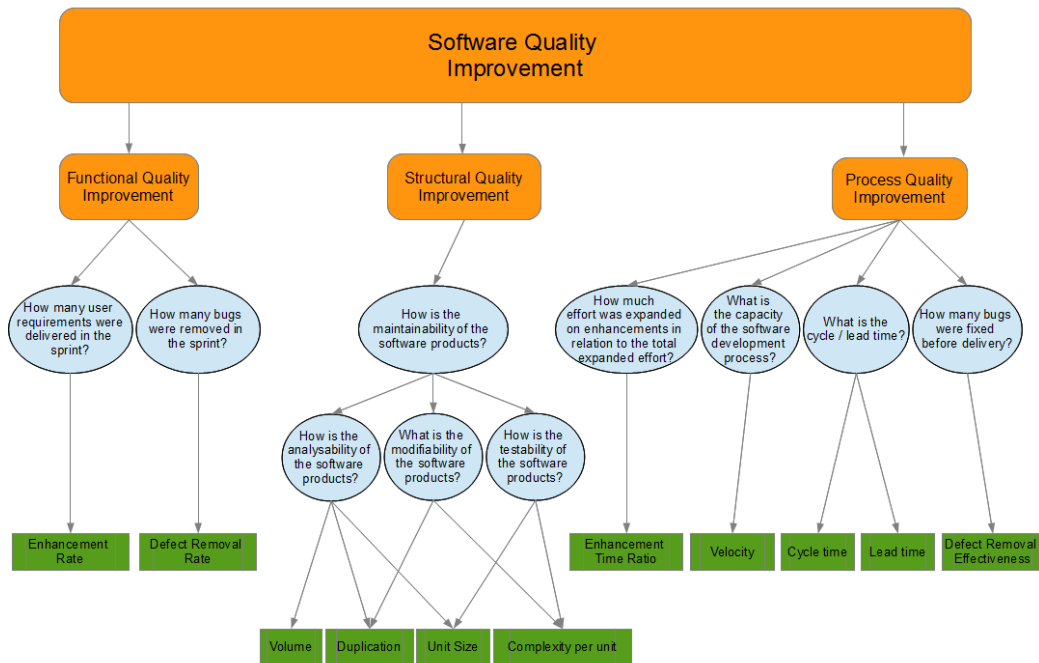 Software Quality
Improvement
Functional Quality
Improvement
Structural Quality
Improvement
Process Quality
Improvement
How many user
requirements were
delivered in the
sprint?
How many bugs
were removed in
the sprint?
How is the
maintainability of the
software products?
How much
effort was expanded
on enhancements in
relation to the total
expanded effort?
What is
the capacity
of the software
development
process?
What is the
cycle / lead time?
How many bugs
were fixed
before delivery?
How is the
analysability of
the software
products?
What is the
modifiability of
the software
products?
How is the
testability of
the software
products?
Enhancement
Rate
Defect Removal
Rate
Enhancement
Time Ratio
Velocity
Cycle time
Lead time
Defect Removal
Effectiveness
Volume
Duplication
Unit Size
Complexity per unit